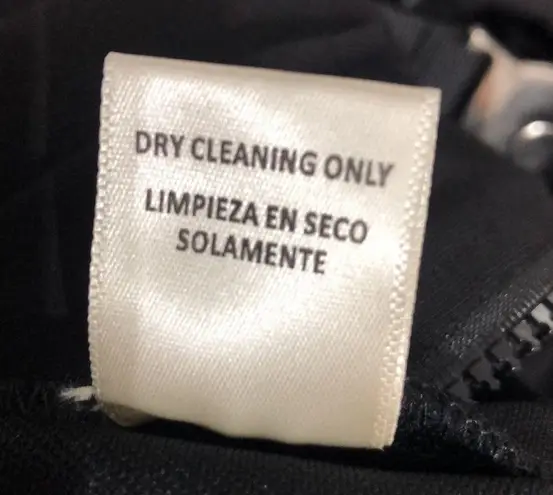 DRY CLEANING ONLY
LIMPIEZA EN SECO
SOLAMENTE